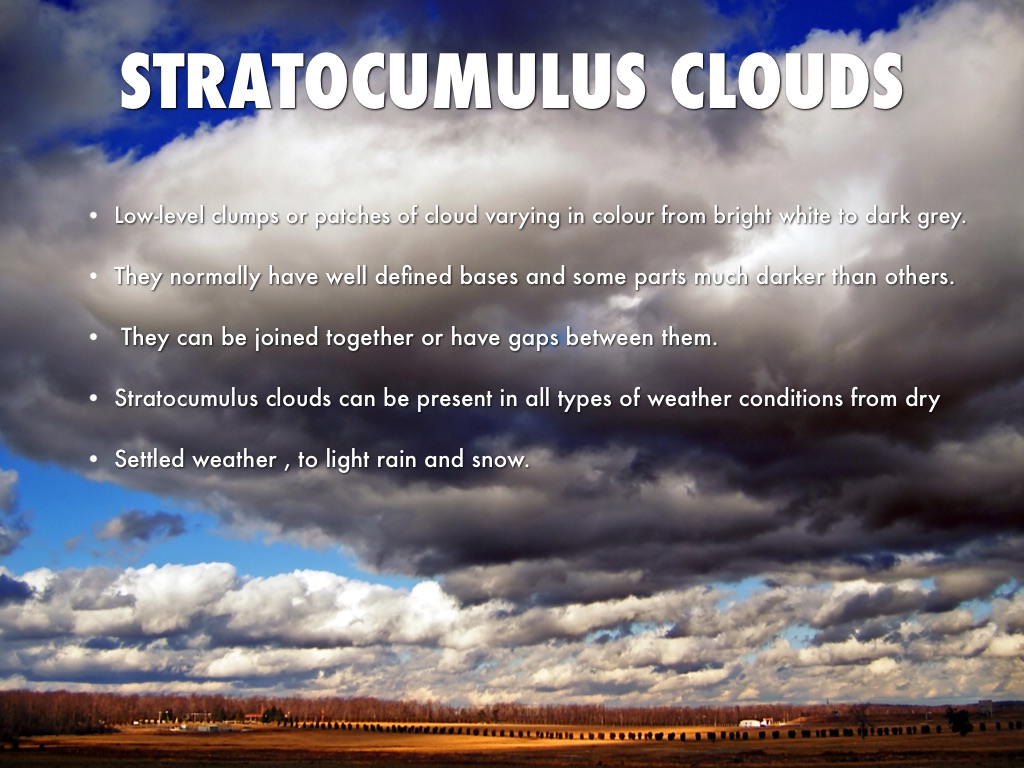 STRATOCUMULUS CLOUDS
• Low-level clumps or patches of cloud varying in colour from bright white to dark grey.
• They normally have well defined bases and some parts much darker than others.
• They can be joined together or have gaps between them.
• Stratocumulus clouds can be present in all types of weather conditions from dry
• Settled weather , to light rain and snow.